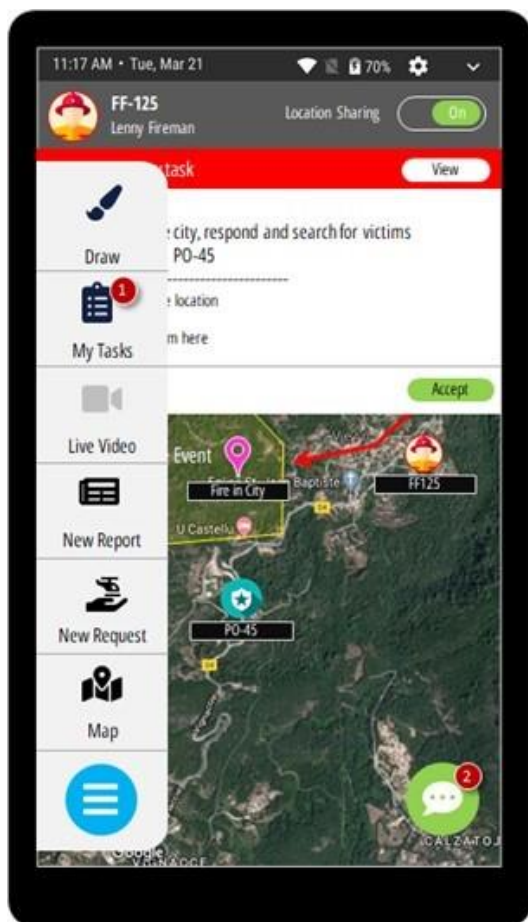 11:17 AM • Tue, Mar 21
70%
FF-125
Lenny Fireman
Location Sharing
On
task
View
city, respond and search for victims
PO-45
-----------------------
location
m here
Accept
Draw
1
My Tasks
Live Video
New Report
New Request
Map
Event
Fire in City
Baptiste
FF125
U Castellu
D4
PO-45
D4
2
Google